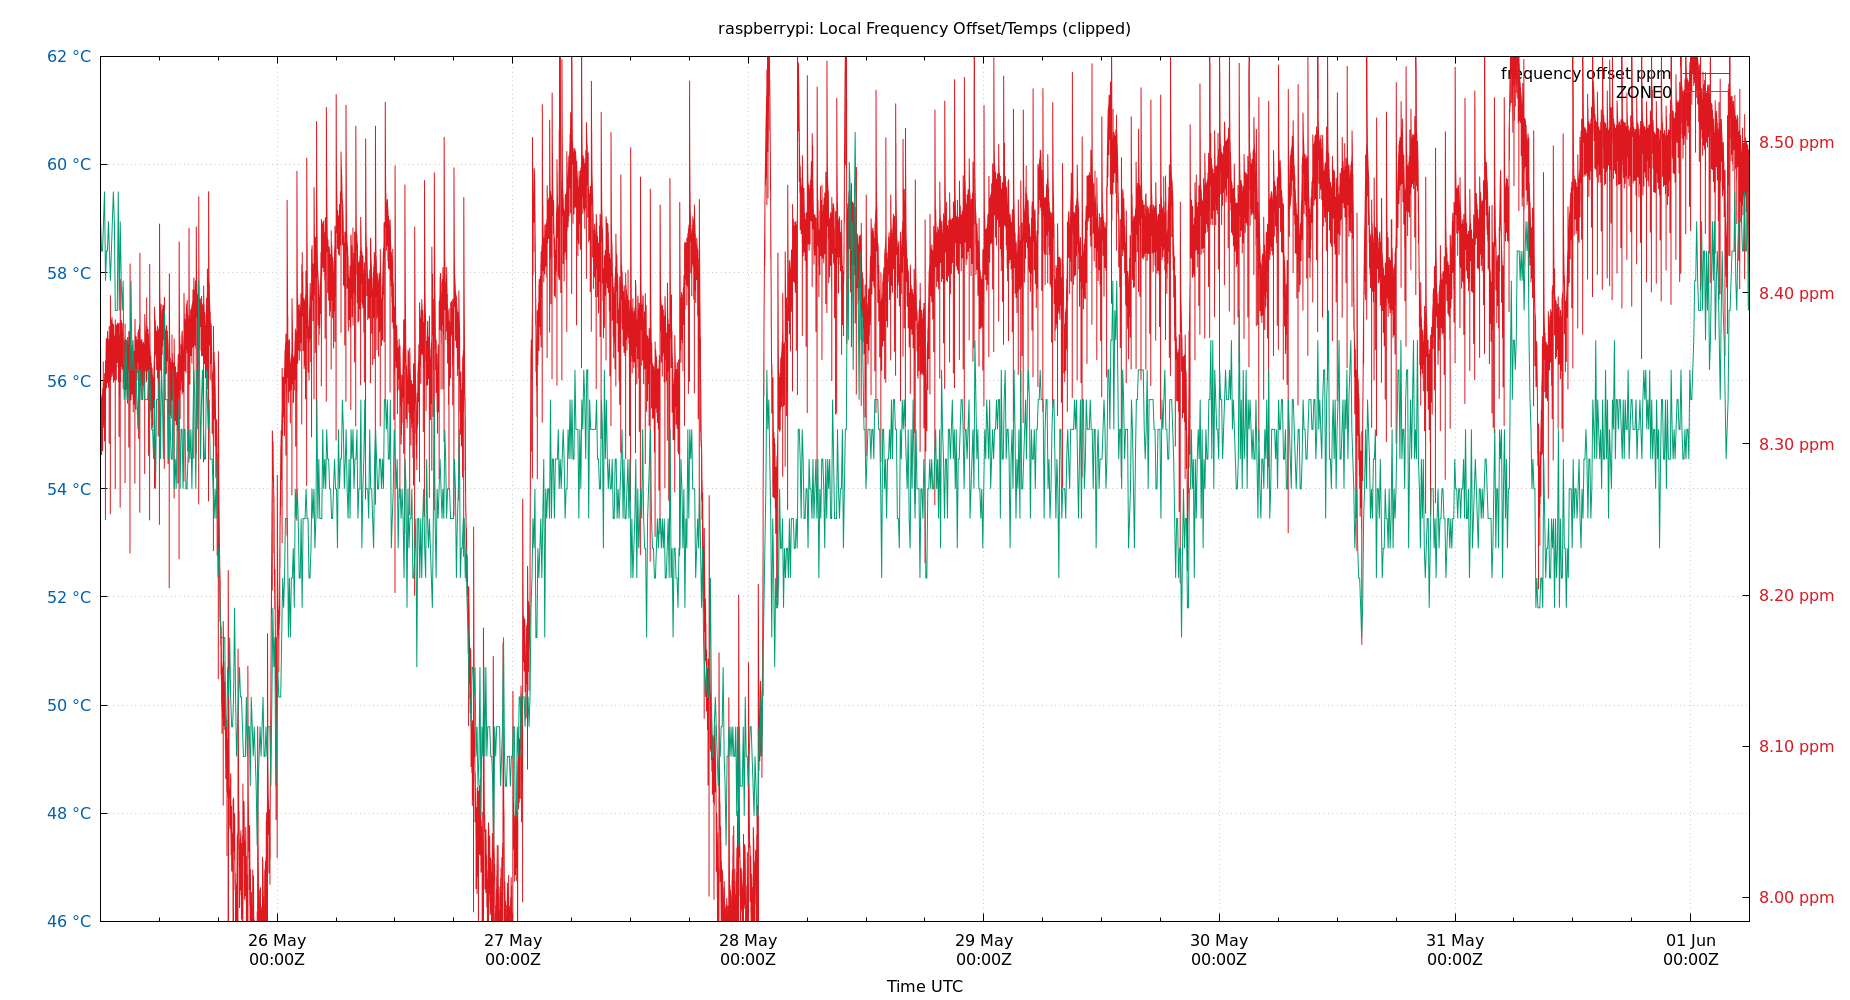 raspberrypi: Local Frequency Offset/Temps (clipped)
62 °C
60 °C
58 °C
56 °C
54 °C
52 °C
50 °C
48 °C
46 °C
frequency offset ppm
ZONE0
8.50 ppm
8.40 ppm
8.30 ppm
8.20 ppm
8.10 ppm
8.00 ppm
26 May
00:00Z
27 May
00:00Z
28 May
00:00Z
29 May
00:00Z
30 May
00:00Z
31 May
00:00Z
01 Jun
00:00Z
Time UTC